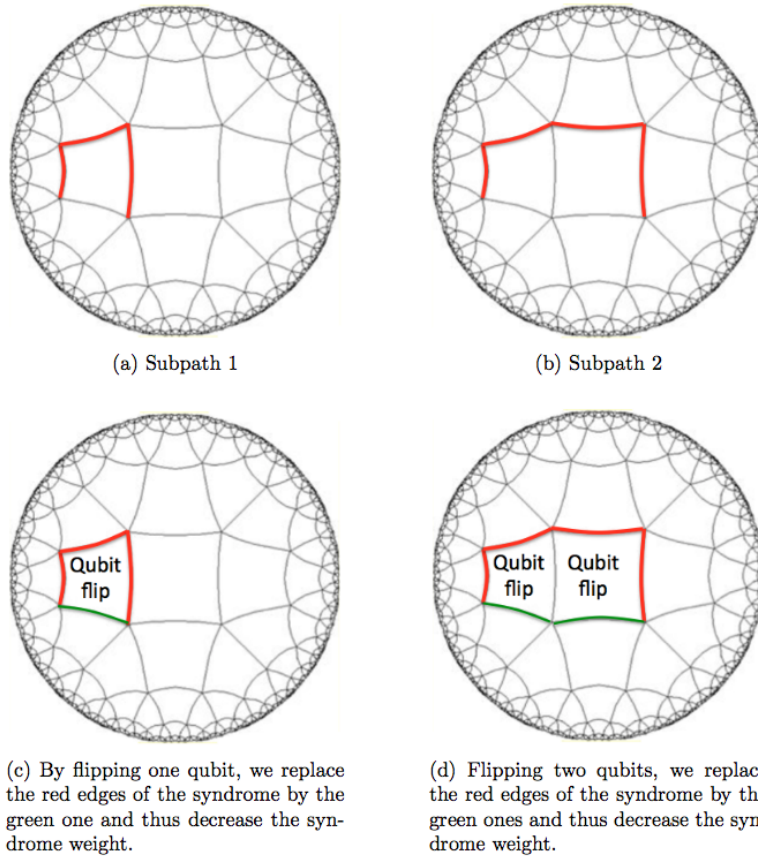 (a) Subpath 1
(b) Subpath 2
Qubit
flip
Qubit
flip
Qubit
flip
(c) By flipping one qubit, we replace
the red edges of the syndrome by the
green one and thus decrease the syn-
drome weight.
(d) Flipping two qubits, we replac
the red edges of the syndrome by th
green ones and thus decrease the syn
drome weight.